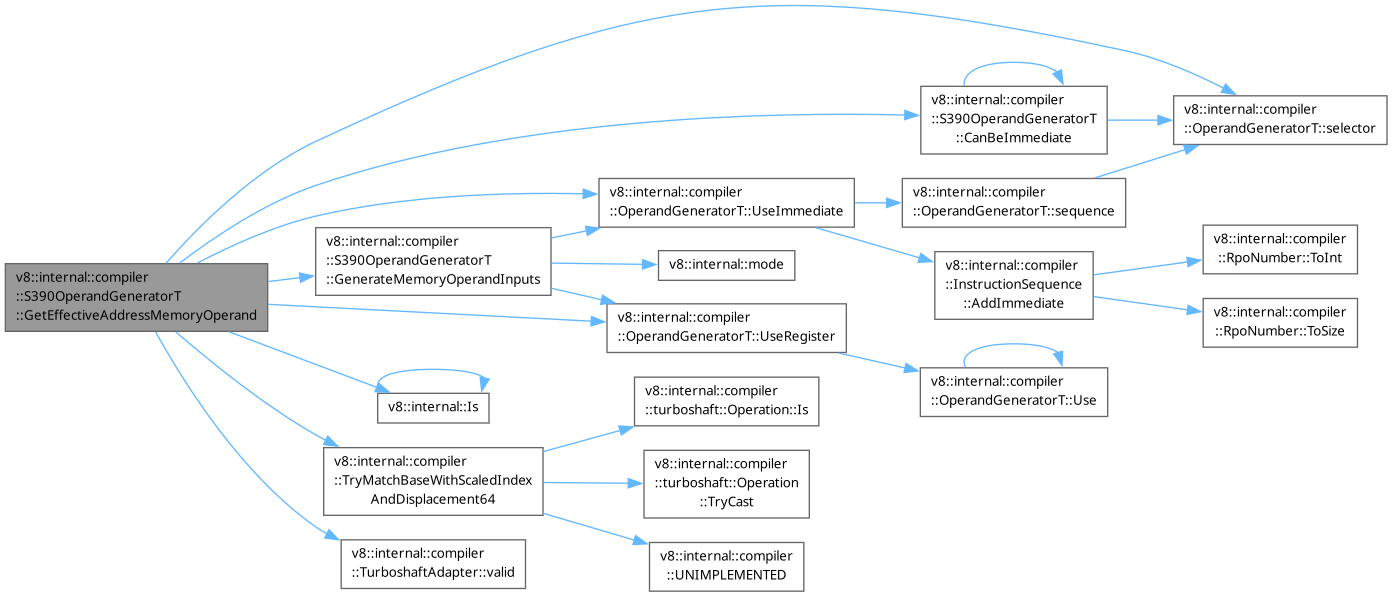 v8::internal::compiler
::S390OperandGeneratorT
::GetEffectiveAddressMemoryOperand
v8::internal::compiler
::S390OperandGeneratorT
::GenerateMemoryOperandInputs
v8::internal::Is
v8::internal::compiler
::TryMatchBaseWithScaledIndex
AndDisplacement64
v8::internal::compiler
::TurboshaftAdapter::valid
v8::internal::compiler
::OperandGeneratorT::UseImmediate
v8::internal::mode
v8::internal::compiler
::OperandGeneratorT::UseRegister
v8::internal::compiler
::turboshaft::Operation::Is
v8::internal::compiler
::turboshaft::Operation
::TryCast
v8::internal::compiler
::UNIMPLEMENTED
v8::internal::compiler
::S390OperandGeneratorT
::CanBeImmediate
v8::internal::compiler
::OperandGeneratorT::sequence
v8::internal::compiler
::InstructionSequence
::AddImmediate
v8::internal::compiler
::OperandGeneratorT::Use
v8::internal::compiler
::OperandGeneratorT::selector
v8::internal::compiler
::RpoNumber::ToInt
v8::internal::compiler
::RpoNumber::ToSize